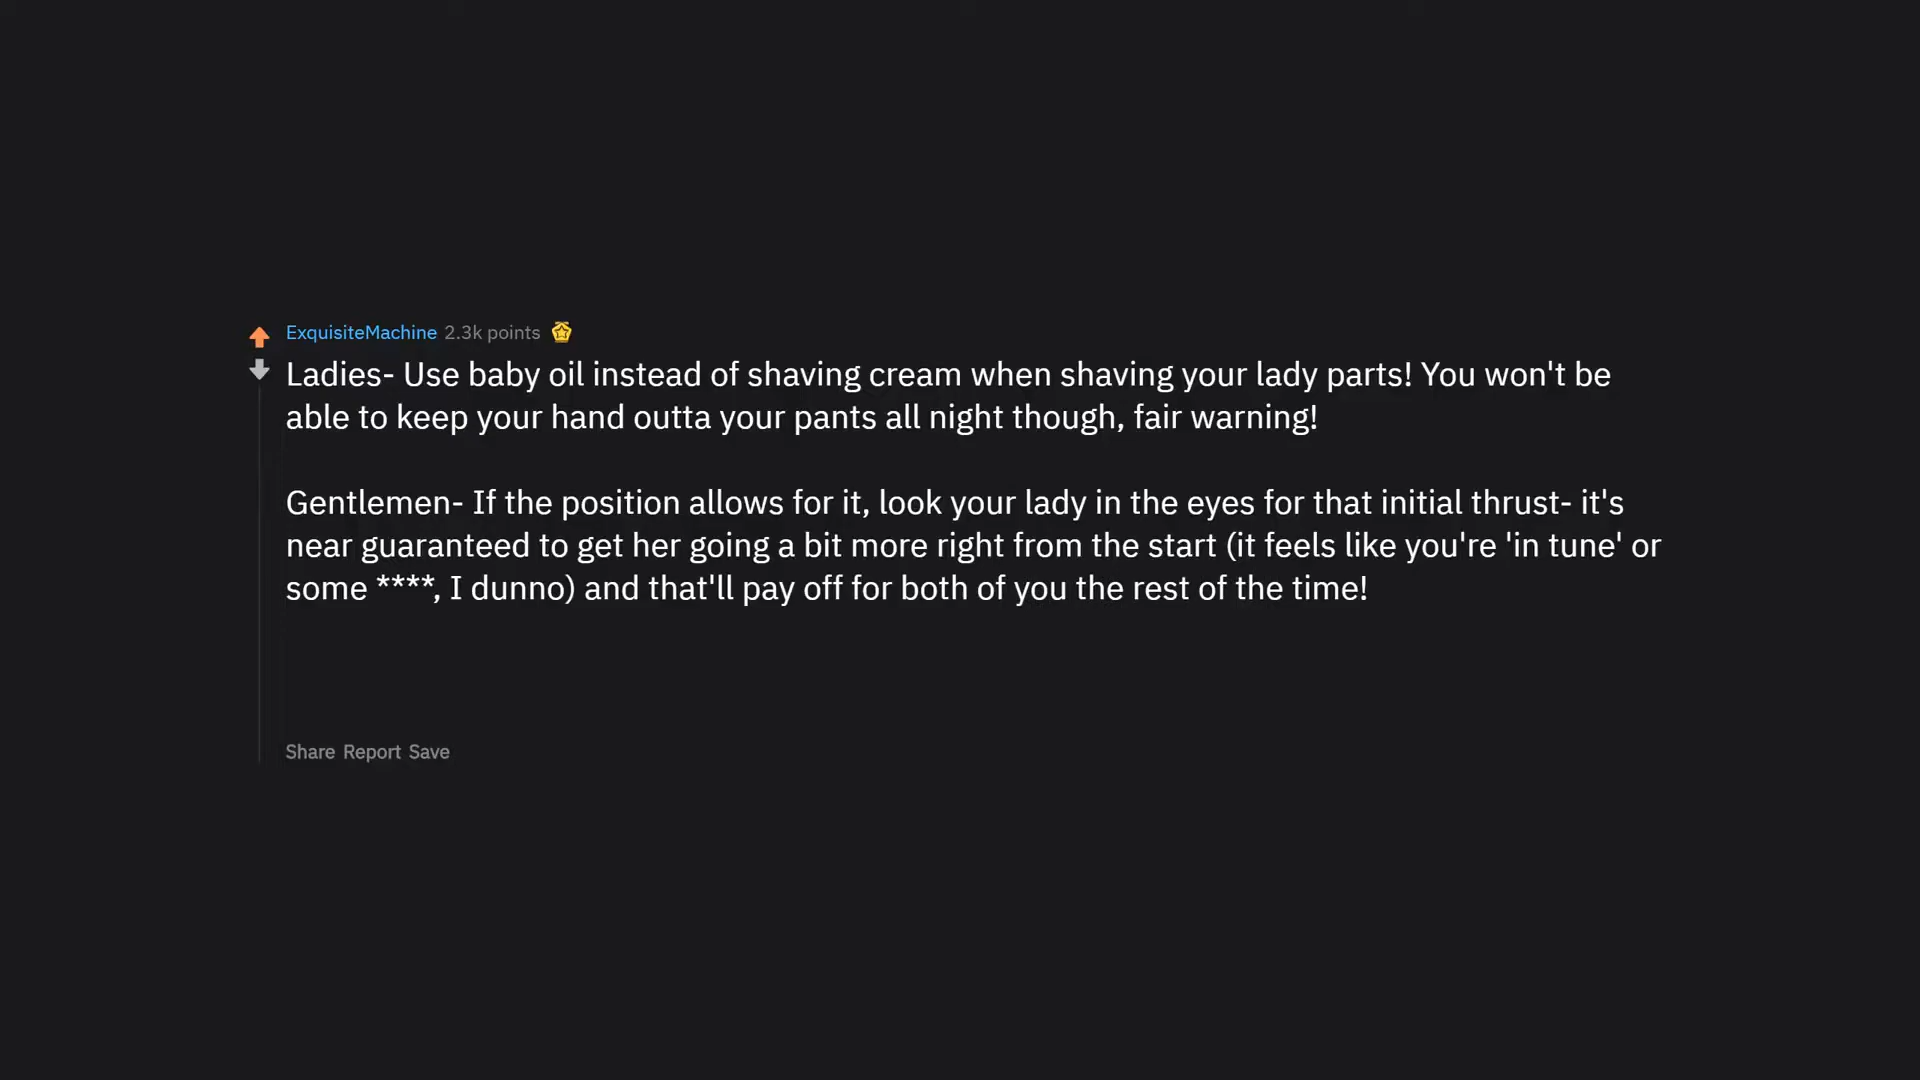 ExquisiteMachine 2.3k points
Ladies- Use baby oil instead of shaving cream when shaving your lady parts! You won't be
able to keep your hand outta your pants all night though, fair warning!
Gentlemen- If the position allows for it, look your lady in the eyes for that initial thrust- it's
near guaranteed to get her going a bit more right from the start (it feels like you're 'in tune' or
some ****, I dunno) and that'll pay off for both of you the rest of the time!
Share Report Save